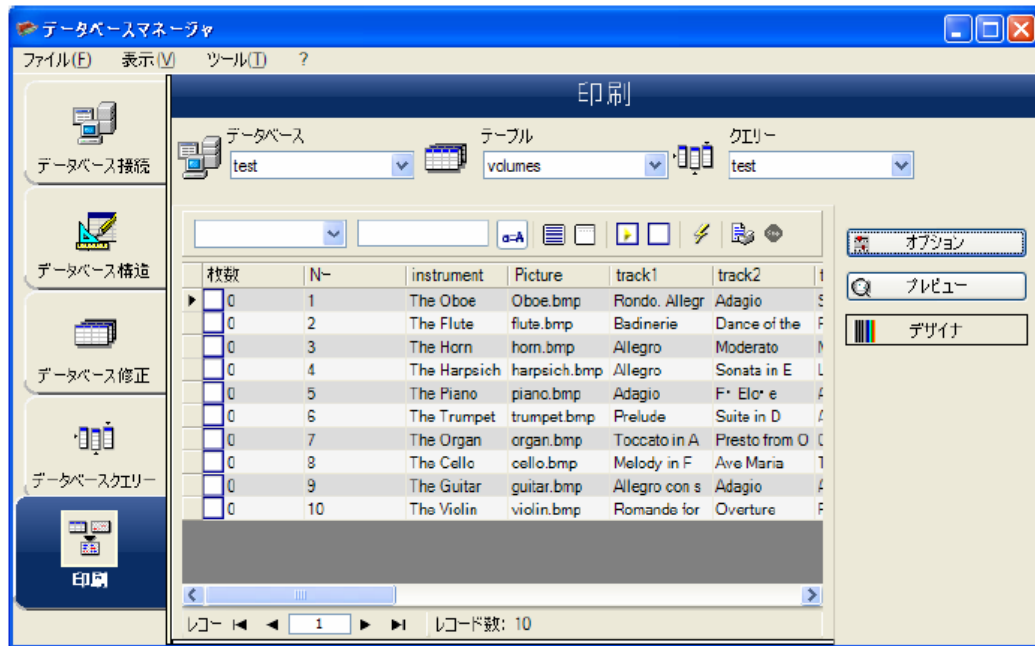 データベースマネージャ
ファイル(F) 表示(V) ツール(T) ?
印刷
データベース接続
データベース構造
データベース修正
データベースクエリー
印刷
データベース テーブル クエリー
test volumes test
a=A
枚数 N~ instrument Picture track1 track2 t
0 1 The Oboe Oboe.bmp Rondo. Allegr Adagio S
0 2 The Flute flute.bmp Badinerie Dance of the F
0 3 The Horn horn.bmp Allegro Moderato
0 4 The Harpsich harpsich.bmp Allegro Sonata in E L
0 5 The Piano piano.bmp Adagio
0 6 The Trumpet trumpet.bmp Prelude Suite in D
0 7 The Organ organ.bmp Toccato in A Presto from O
0 8 The Cello cello.bmp Melody in F Ave Maria
0 9 The Guitar guitar.bmp Allegro con s Adagio
0 10 The Violin violin.bmp Romande for Overture
レコー 1 レコード数: 10
オプション
プレビュー
デザイナ